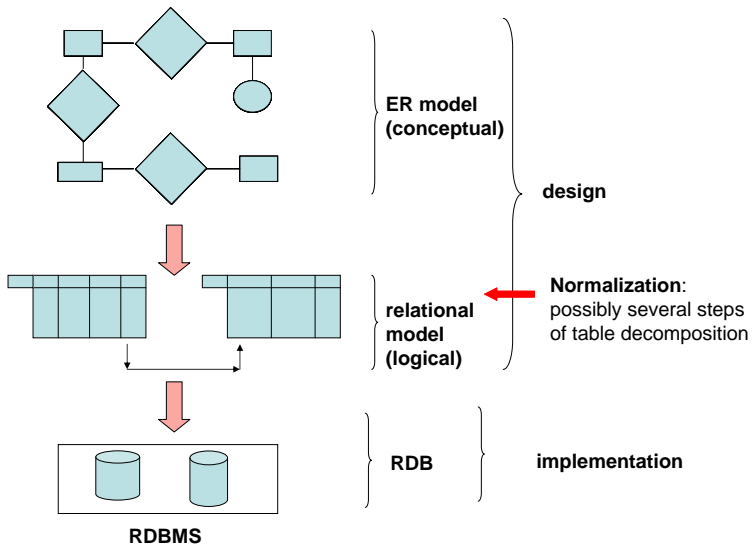 ER model
(conceptual)
design
relational
model
(logical)
Normalization:
possibly several steps
of table decomposition
RDB
implementation
RDBMS